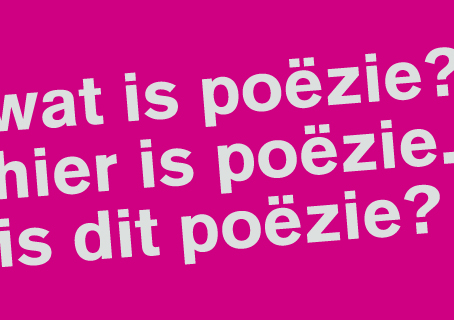 wat is poëzie?
hier is poëzie.
is dit poëzie?